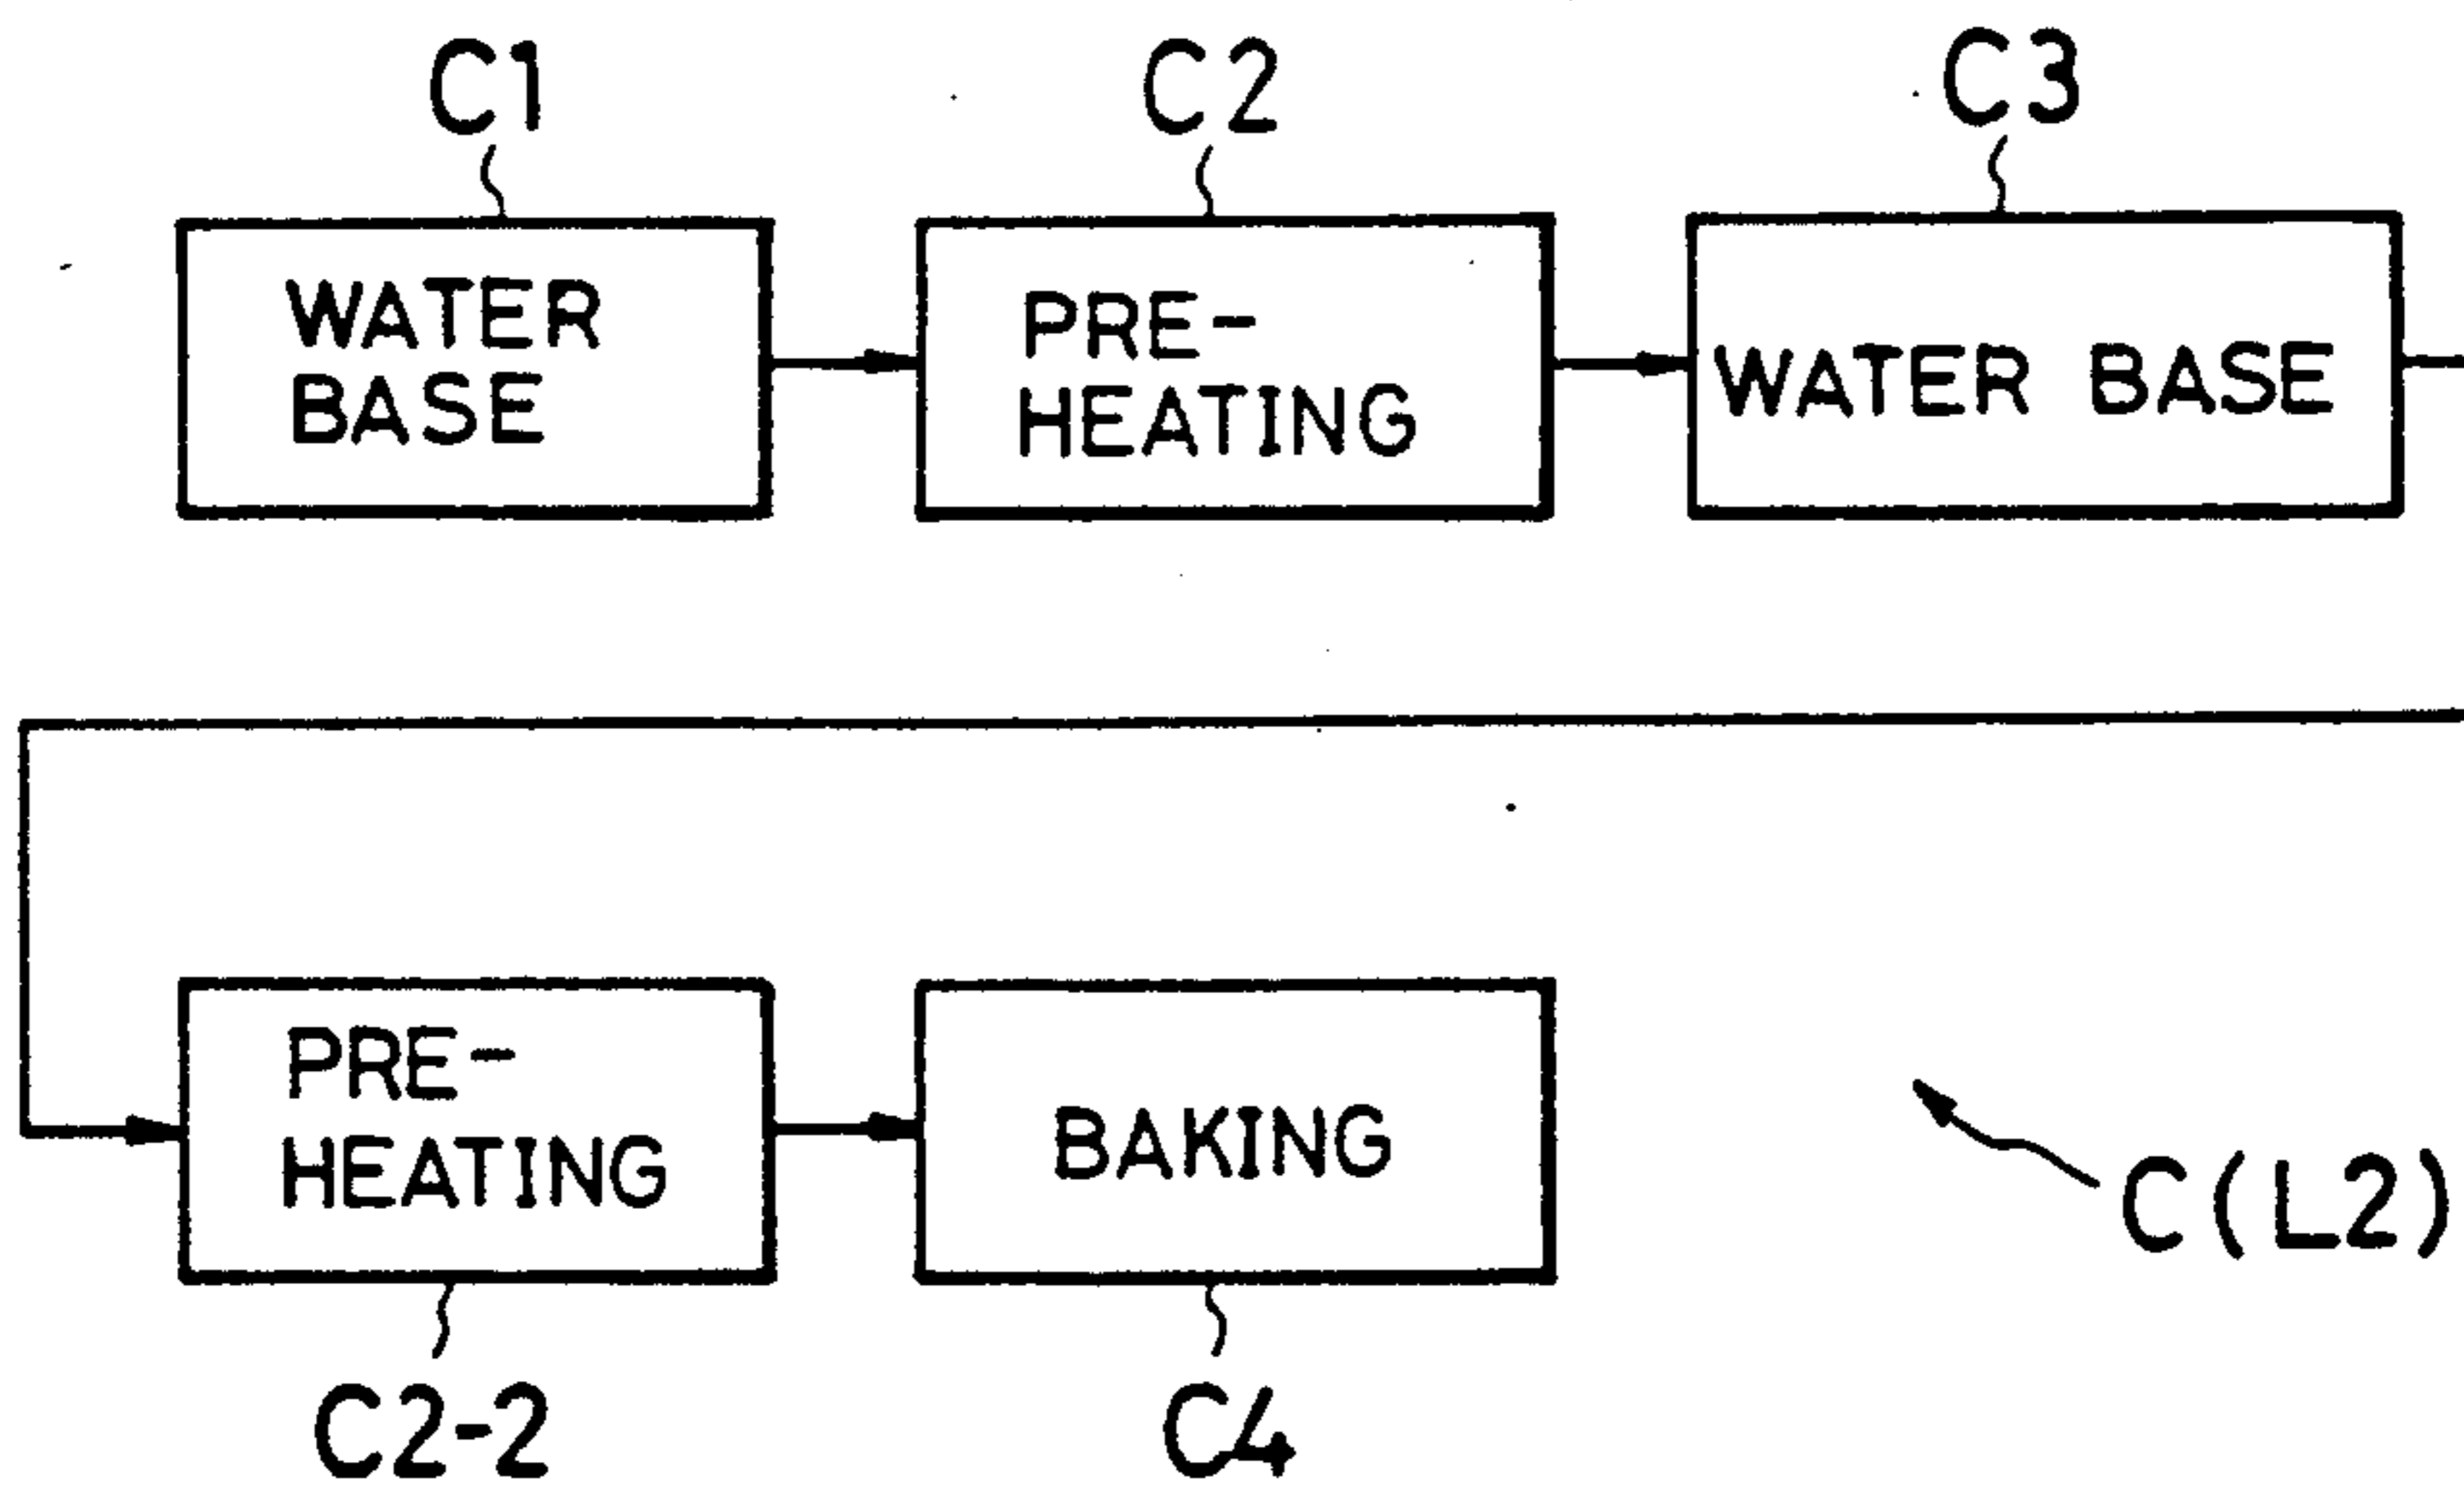 C1
C2
C3
WATER
BASE
PRE-
HEATING
WATER BASE
PRE-
HEATING
BAKING
C(L2)
C2-2
C4